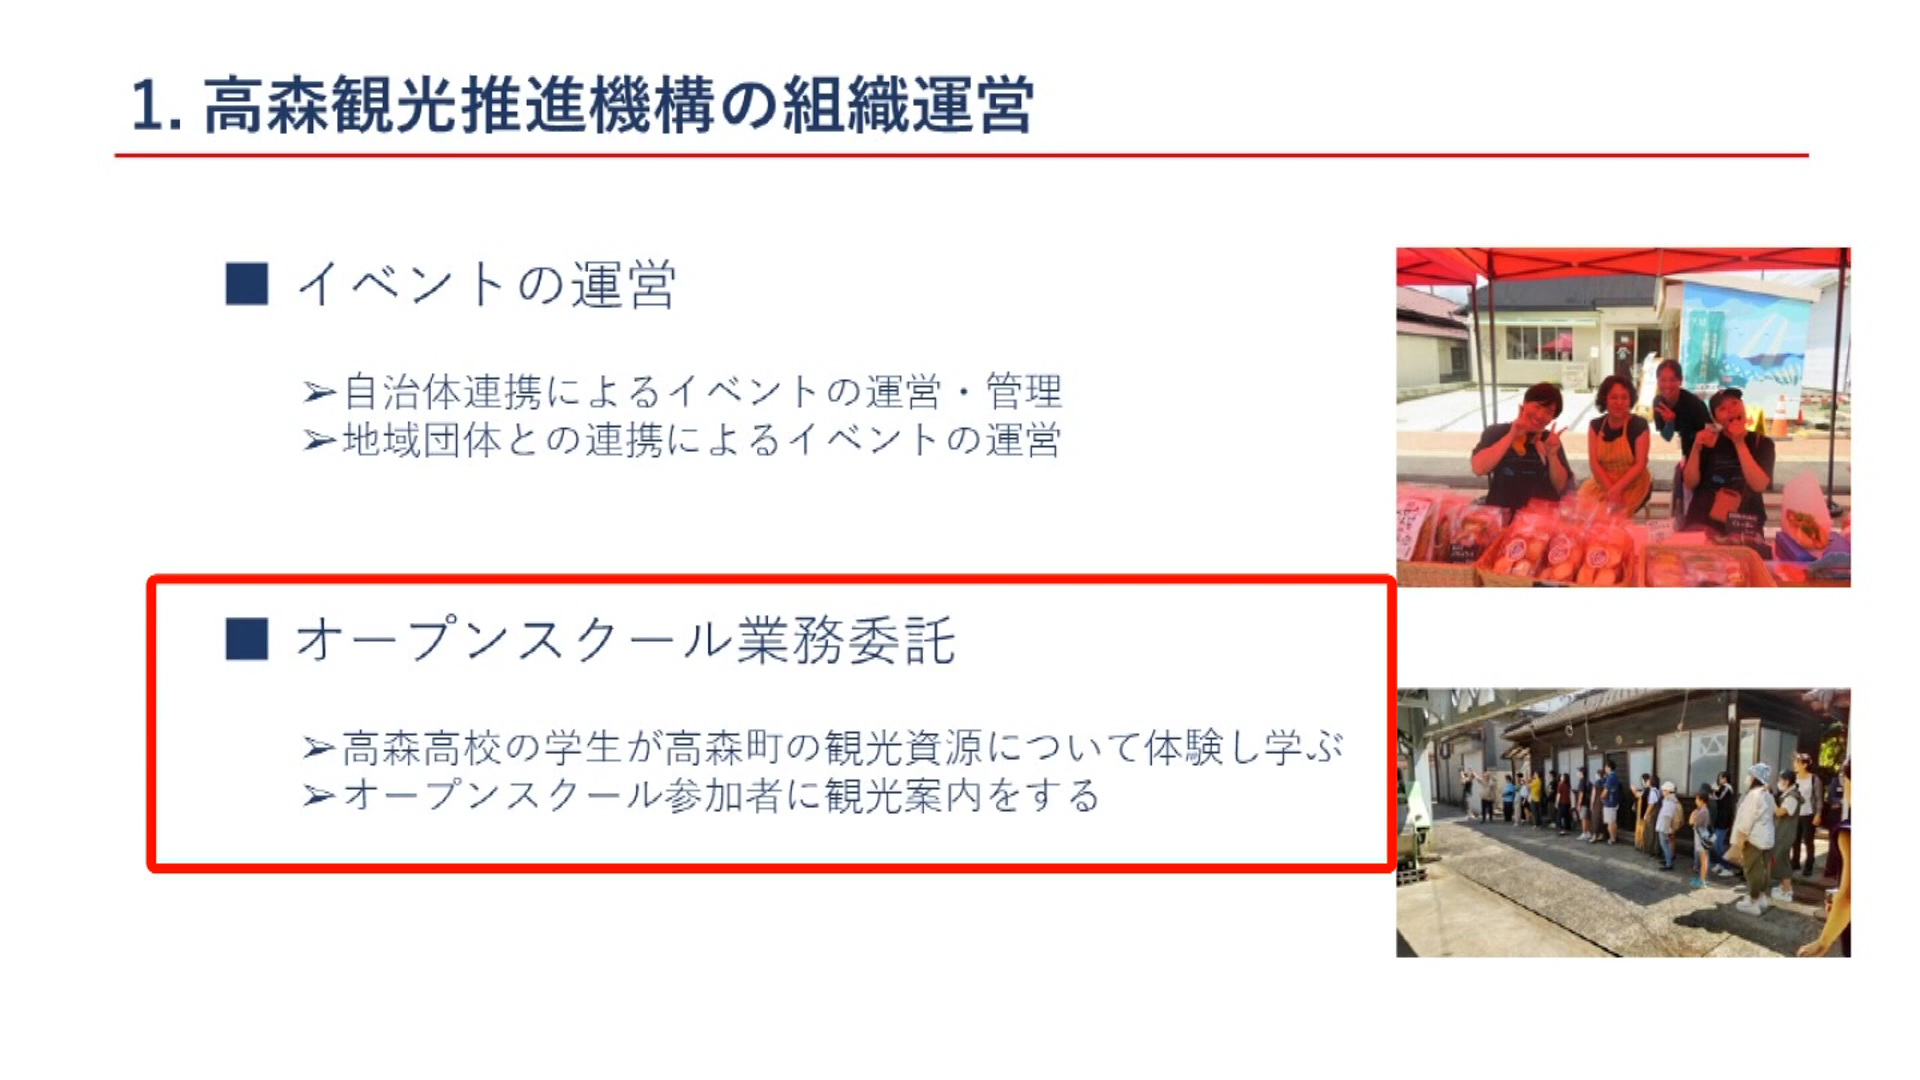 1. 高森観光推進機構の組織運営
■ イベントの運営
➢自治体連携によるイベントの運営・管理
➢地域団体との連携によるイベントの運営
■ オープンスクール業務委託
➢高森高校の学生が高森町の観光資源について体験し学ぶ
➢オープンスクール参加者に観光案内をする